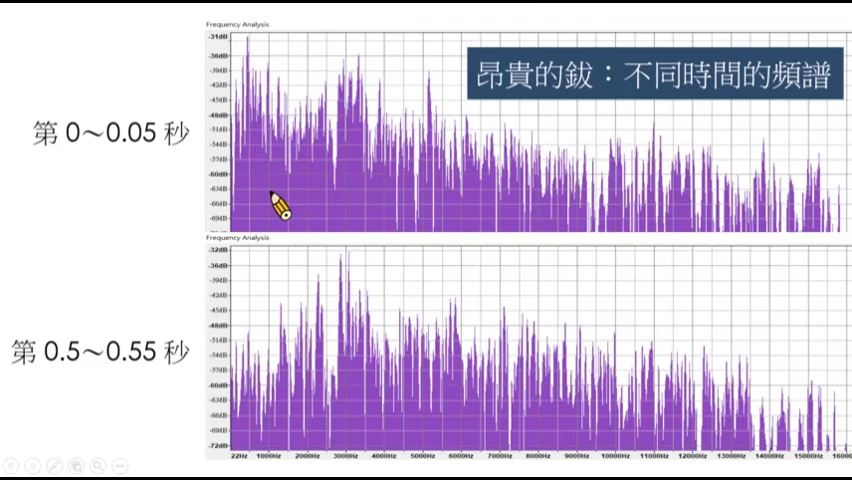 Frequency Analysis
昂貴的鈸：不同時間的頻譜
第 0～0.05 秒
-31dB
-36dB
-39dB
-42dB
-45dB
-48dB
-51dB
-54dB
-57dB
-60dB
-63dB
-66dB
-69dB
Frequency Analysis
第 0.5～0.55 秒
-32dB
-36dB
-39dB
-42dB
-45dB
-48dB
-51dB
-54dB
-57dB
-60dB
-63dB
-66dB
-69dB
-72dB
22Hz 1000Hz 2000Hz 3000Hz 4000Hz 5000Hz 6000Hz 7000Hz 8000Hz 9000Hz 10000Hz 11000Hz 12000Hz 13000Hz 14000Hz 15000Hz